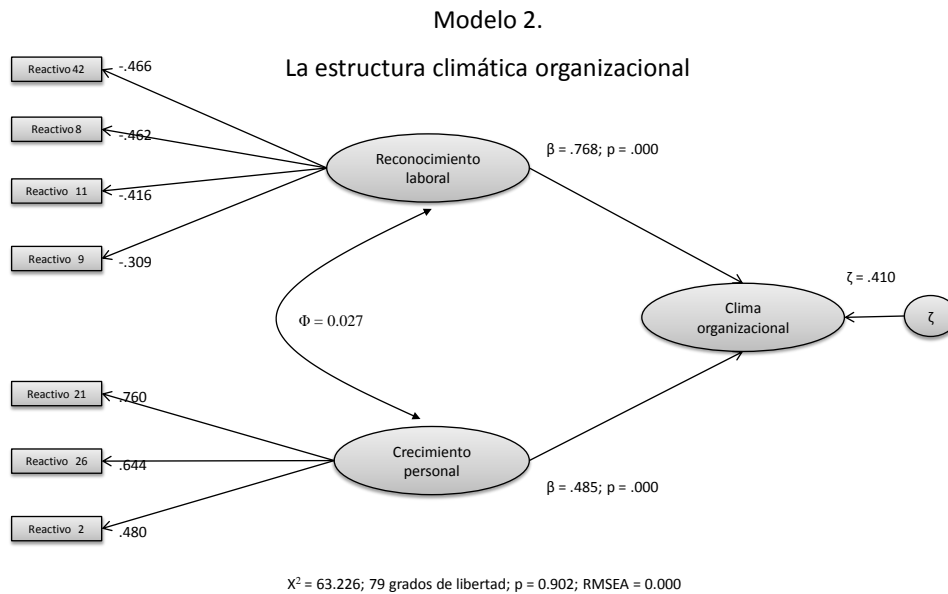 Modelo 2.
La estructura climática organizacional
Reactivo 42
-.466
Reactivo 8
-.462
Reactivo 11
-.416
Reactivo 9
-.309
Reconocimiento
laboral
β = .768; p = .000
Φ = 0.027
Clima
organizacional
ζ = .410
ζ
Reactivo 21
.760
Reactivo 26
.644
Reactivo 2
.480
Crecimiento
personal
β = .485; p = .000
X² = 63.226; 79 grados de libertad; p = 0.902; RMSEA = 0.000